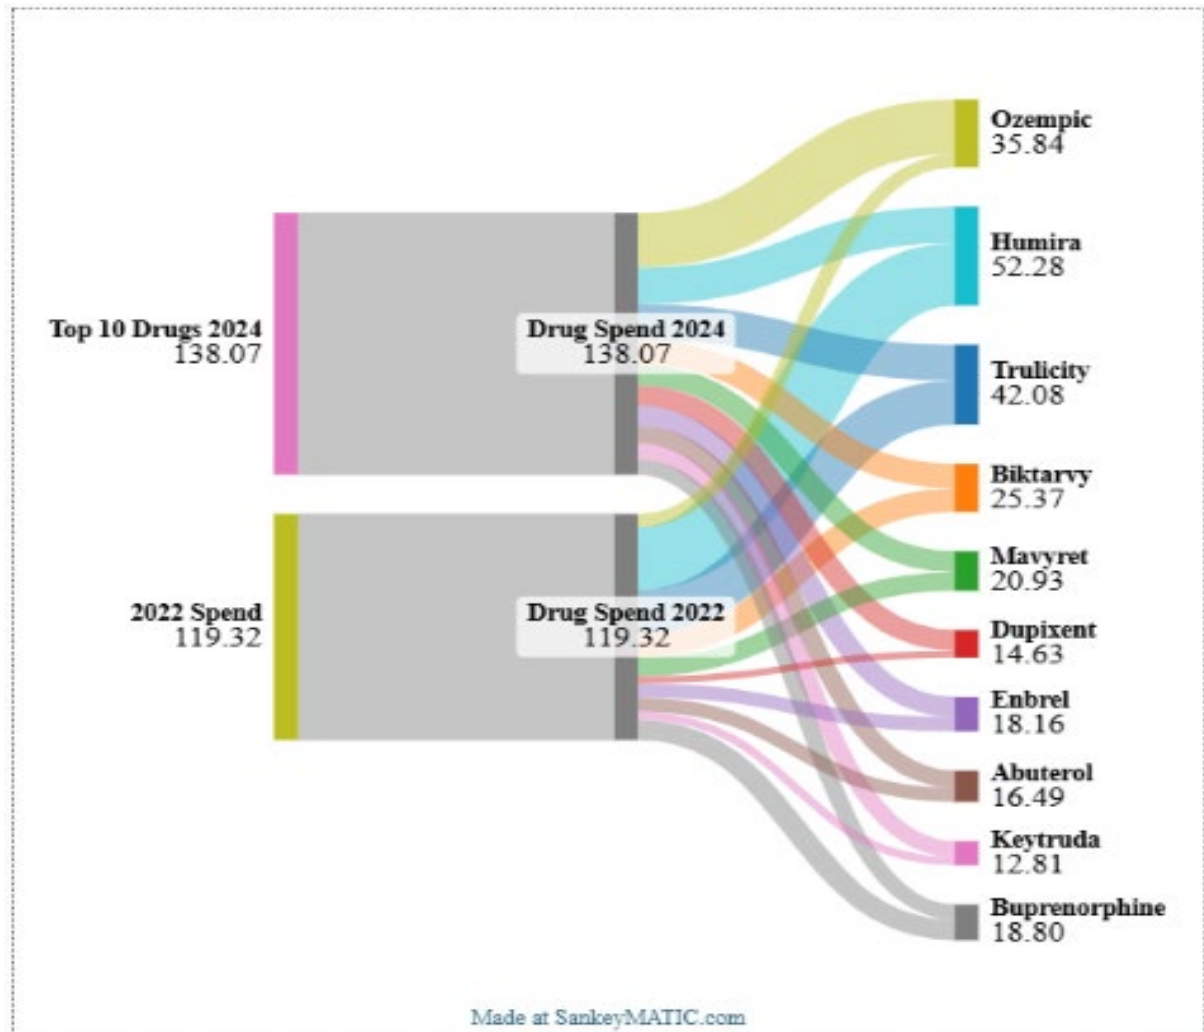 Ozempic
35.84
Humira
52.28
Top 10 Drugs 2024
138.07
Drug Spend 2024
138.07
Trulicity
42.08
Biktarvy
25.37
Mavyret
20.93
2022 Spend
119.32
Drug Spend 2022
119.32
Dupixent
14.63
Enbrel
18.16
Abuterol
16.49
Keytruda
12.81
Buprenorphine
18.80
Made at SankeyMATIC.com